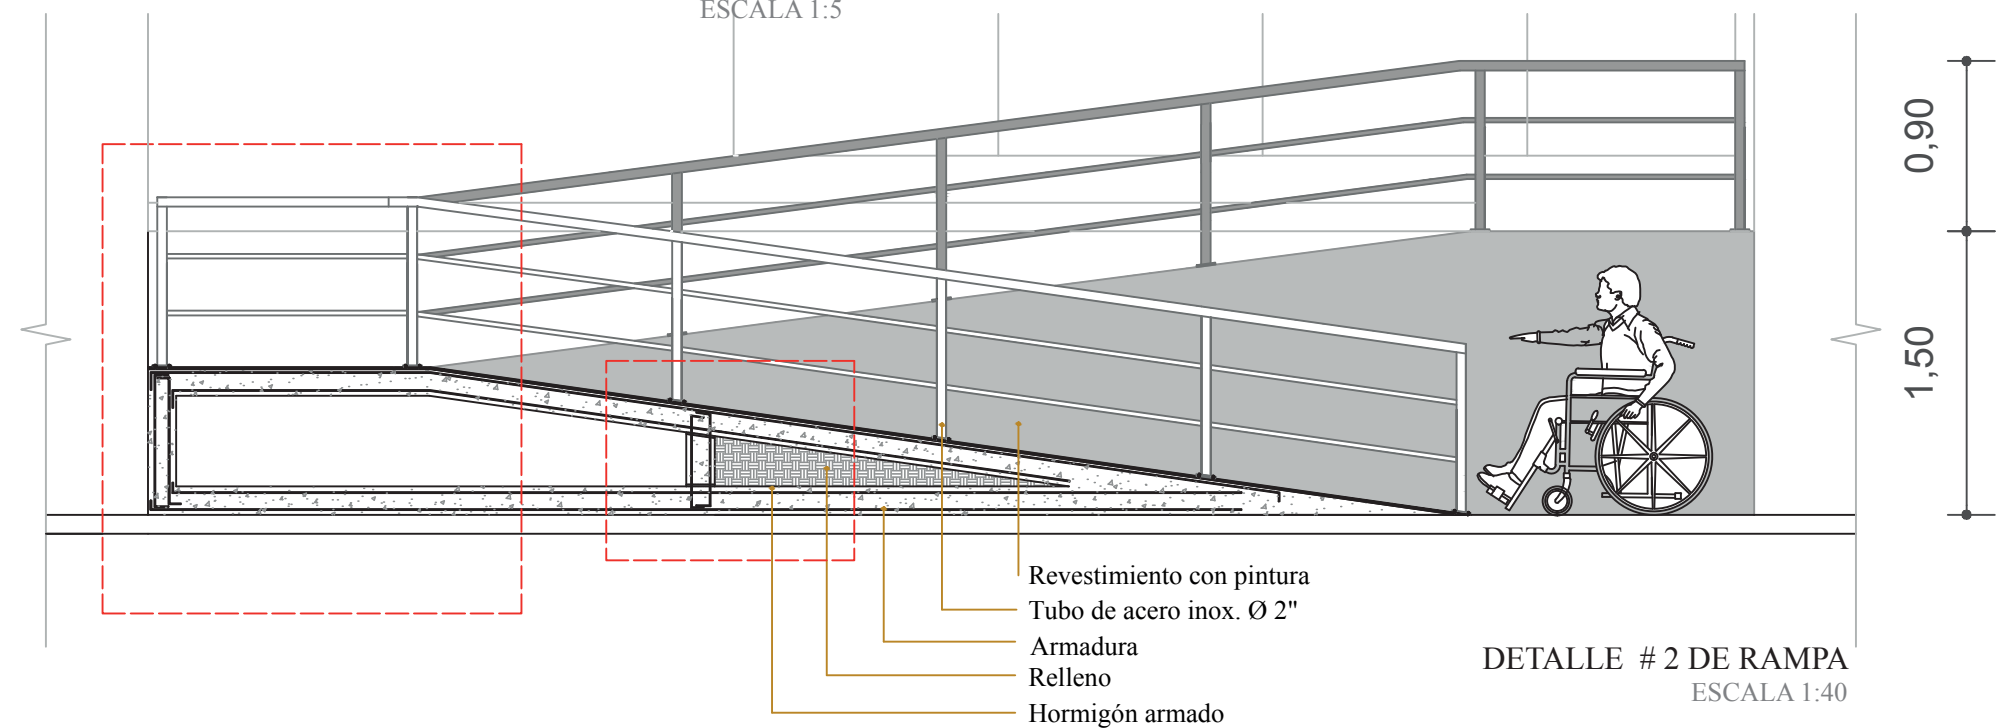 ESCALA 1:5
0,90
1,50
Revestimiento con pintura
Tubo de acero inox. Ø 2"
Armadura
Relleno
Hormigón armado
DETALLE # 2 DE RAMPA
ESCALA 1:40